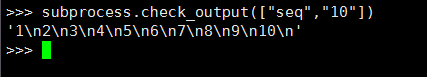 >>> subprocess.check_output(["seq","10"])
'1\n2\n3\n4\n5\n6\n7\n8\n9\n10\n'
>>>